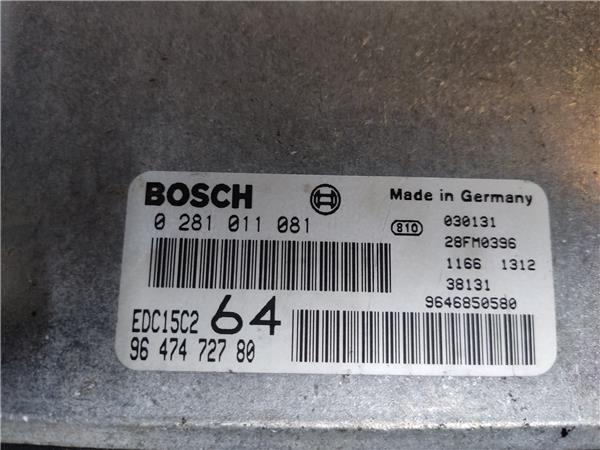 BOSCH Made in Germany
0 281 011 081 810 030131
28FM0396
1166 1312
38131
EDC15C2 64 9646850580
96 474 727 80